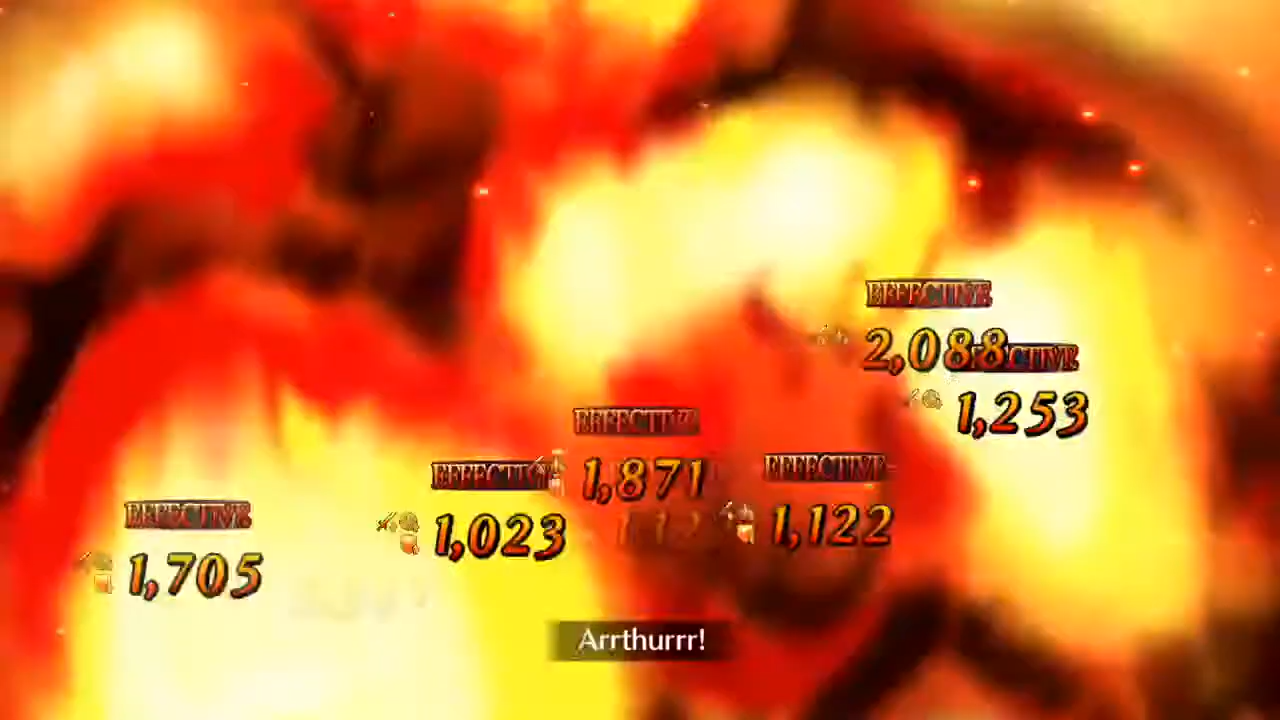 EFFECTIVE
2,088
1,253
EFFECTIVE
1,871
EFFECTIVE
1,023
EFFECTIVE
1,122
EFFECTIVE
1,705
Arrthurrr!